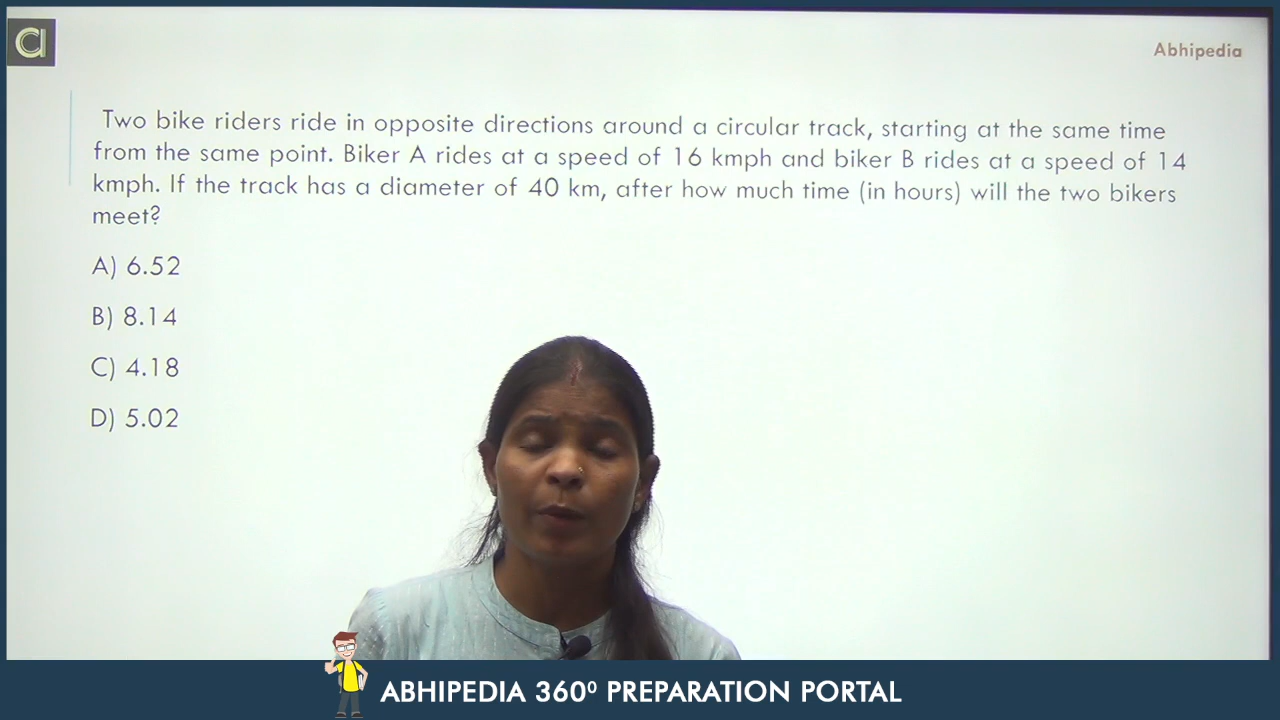 Abhipedia
Two bike riders ride in opposite directions around a circular track, starting at the same time
from the same point. Biker A rides at a speed of 16 kmph and biker B rides at a speed of 14
kmph. If the track has a diameter of 40 km, after how much time (in hours) will the two bikers
meet?
A) 6.52
B) 8.14
C) 4.18
D) 5.02
ABHIPEDIA 360⁰ PREPARATION PORTAL